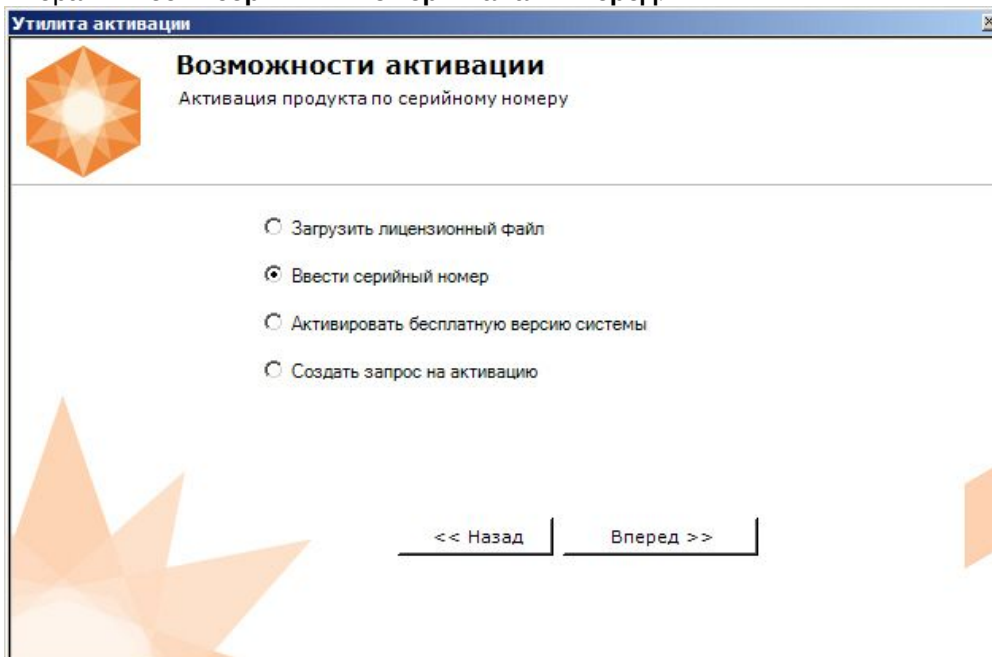 Утилита активации
Возможности активации
Активация продукта по серийному номеру
Загрузить лицензионный файл
Ввести серийный номер
Активировать бесплатную версию системы
Создать запрос на активацию
<< Назад
Вперед >>